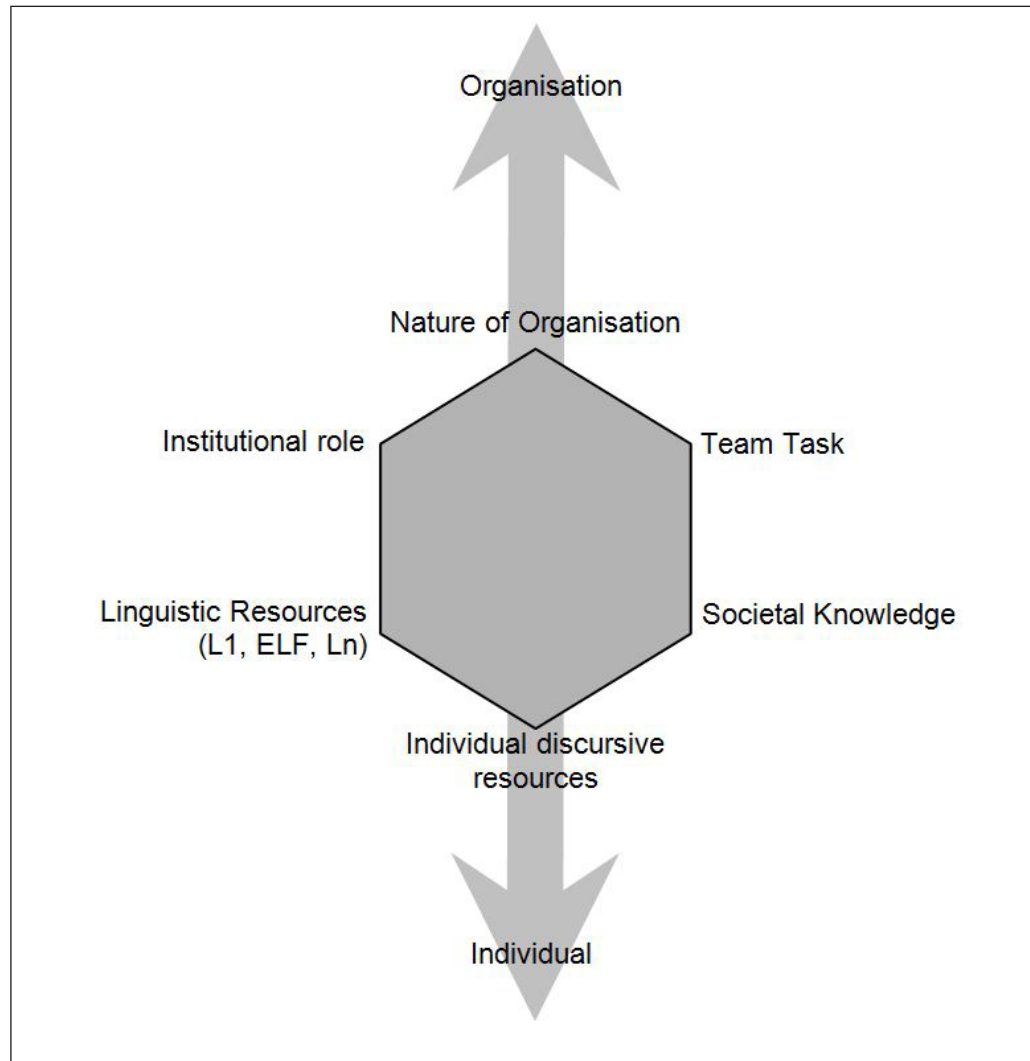 Organisation
Nature of Organisation
Institutional role
Team Task
Linguistic Resources
(L1, ELF, Ln)
Societal Knowledge
Individual discursive
resources
Individual